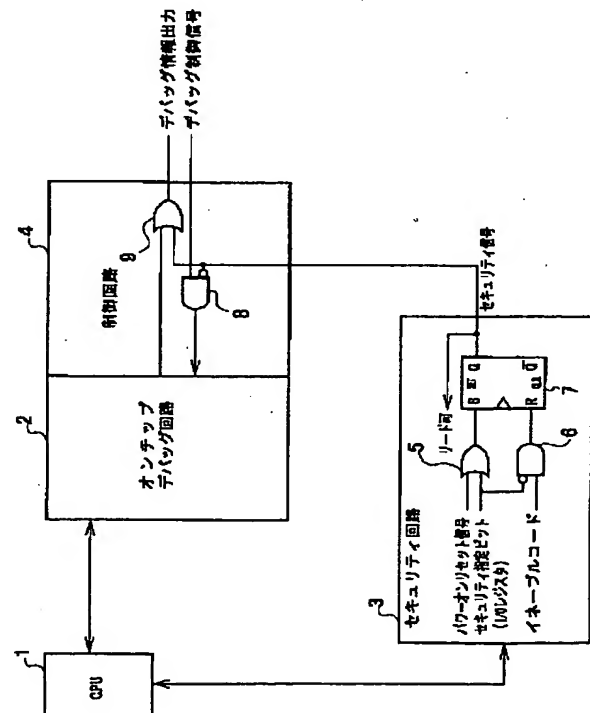 1
CPU
2
オンチップ
デバッグ回路
4
制御回路
9
8
デバッグ情報出力
デバッグ制御信号
セキュリティ信号
3
セキュリティ回路
パワーオンリセット信号
セキュリティ指定ビット
(I/Oレジスタ)
イネーブルコード
5
6
リード可
S
Q
R
Q
7